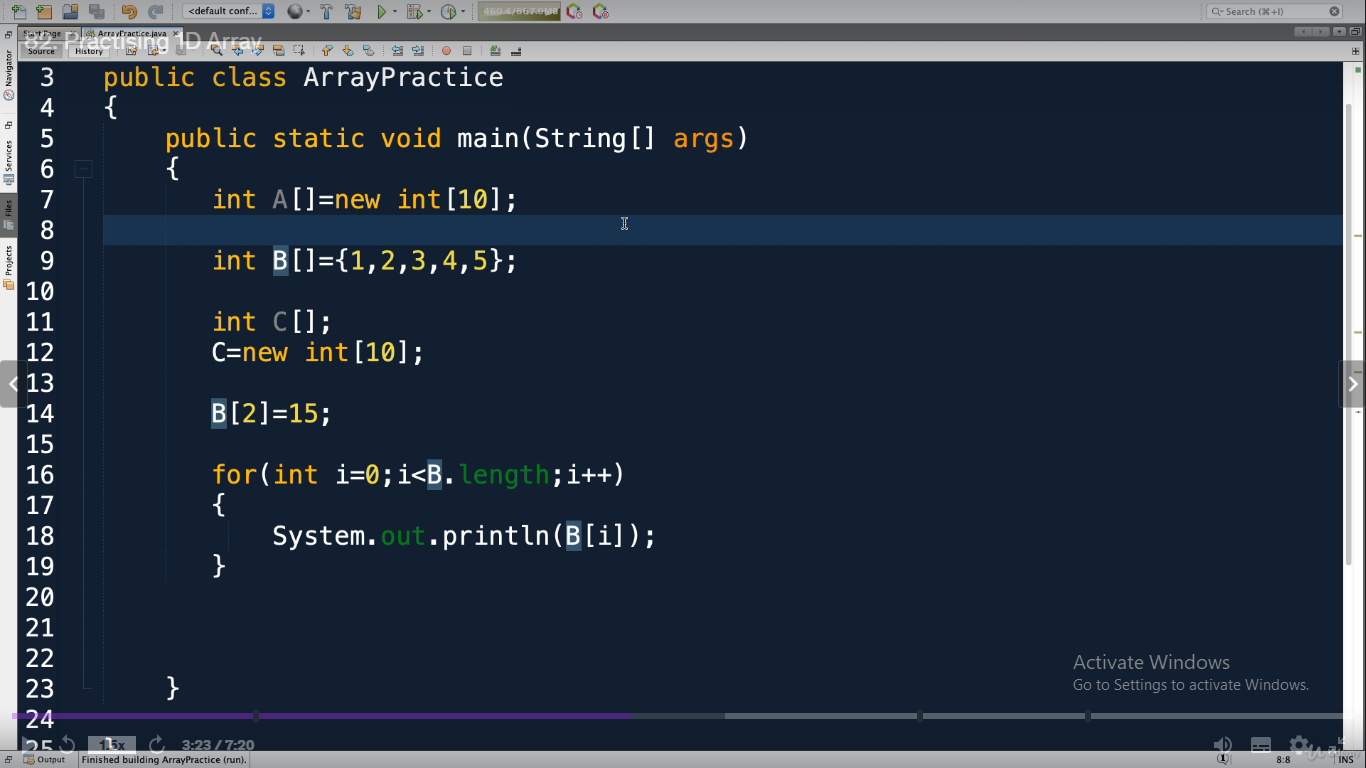 <default conf...
460.4/667.0MB
Search (⌘+I)
Start Page
ArrayPractice.java
82. Practising 1D Array
Source
History
Navigator
Services
Files
Projects
3 public class ArrayPractice
4 {
5 public static void main(String[] args)
6 {
7 int A[]=new int[10];
8
9 int B[]={1,2,3,4,5};
10
11 int C[];
12 C=new int[10];
13
14 B[2]=15;
15
16 for(int i=0;i<B.length;i++)
17 {
18 System.out.println(B[i]);
19 }
20
21
22
23 }
24
25
Activate Windows
Go to Settings to activate Windows.
1.5x
3:23 / 7:20
Output
Finished building ArrayPractice (run).
1
8:8
INS